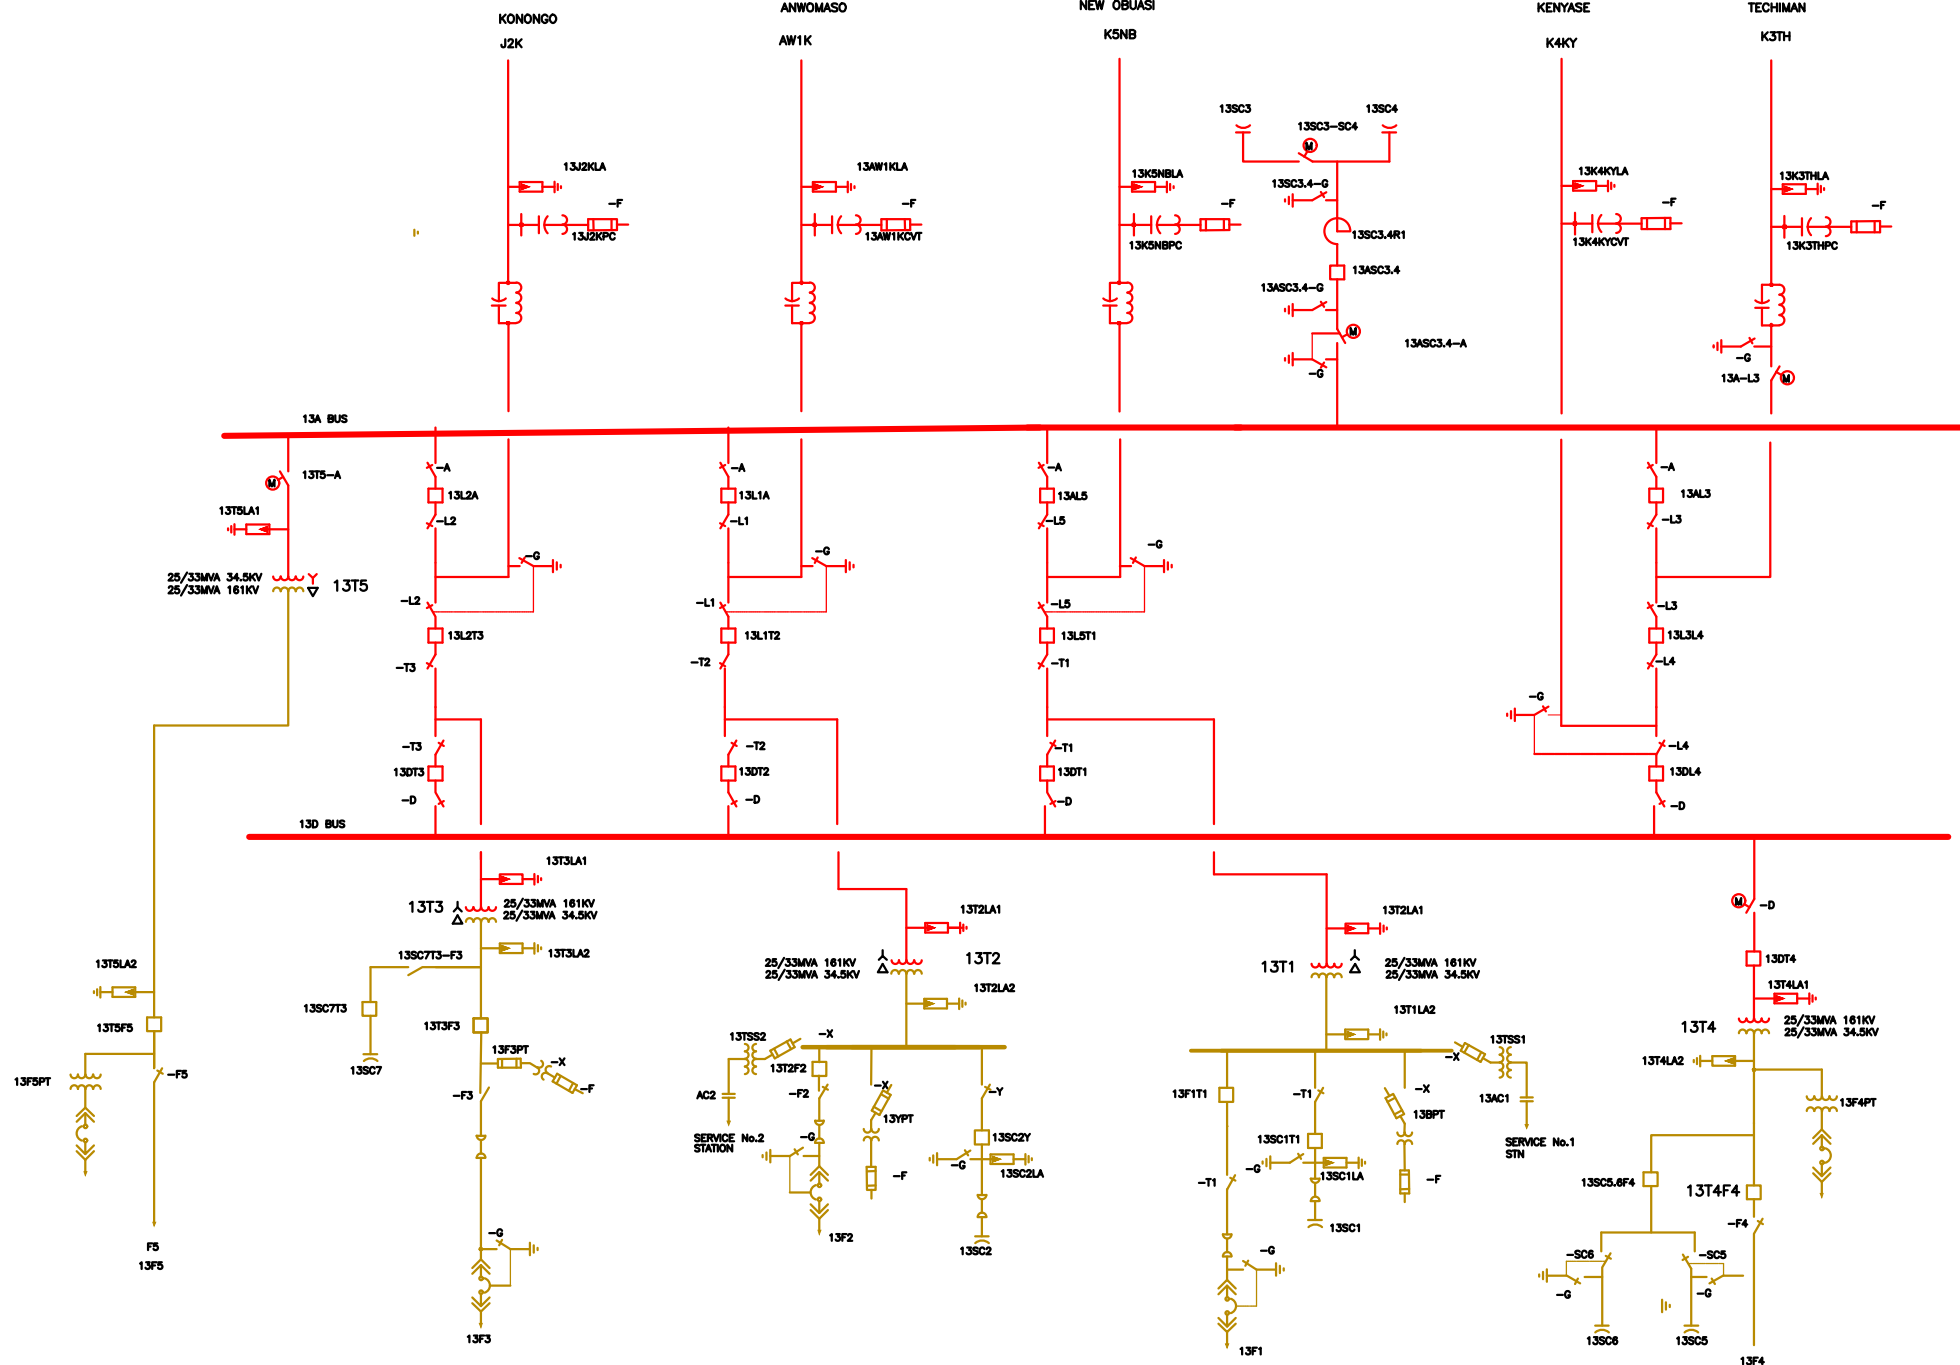 KONONGO
J2K
ANWOMASO
AW1K
NEW OBUASI
K5NB
KENYASE
K4KY
TECHIMAN
K3TH
13SC3
13SC3-SC4
13SC4
M
13J2KLA
-F
13J2KPC
13AW1KLA
-F
13AW1KCVT
13K5NBLA
-F
13K5NBPC
13SC3.4-G
13SC3.4R1
13ASC3.4
13ASC3.4-G
M
13ASC3.4-A
-G
13K4KYLA
-F
13K4KYCVT
13K3THLA
-F
13K3THPC
-G
13A-L3
M
13A BUS
M
13T5-A
13T5LA1
25/33MVA 34.5KV
25/33MVA 161KV
13T5
-A
13L2A
-L2
-G
-L2
13L2T3
-T3
-T3
13DT3
-D
-A
13L1A
-L1
-G
-L1
13L1T2
-T2
-T2
13DT2
-D
-A
13AL5
-L5
-G
-L5
13L5T1
-T1
-T1
13DT1
-D
-A
13AL3
-L3
-L3
13L3L4
-L4
-G
-L4
13DL4
-D
13D BUS
13T3LA1
13T3
25/33MVA 161KV
25/33MVA 34.5KV
13SC7T3-F3
13T3LA2
13SC7T3
13T3F3
13SC7
13F3PT
-X
-F
-F3
-G
13F3
13T5LA2
13T5F5
13F5PT
-F5
F5
13F5
13T2LA1
25/33MVA 161KV
25/33MVA 34.5KV
13T2
13T2LA2
13TSS2
-X
13T2F2
AC2
-F2
SERVICE No.2
STATION
-G
-X
13YPT
-F
13F2
-Y
13SC2Y
-G
13SC2LA
13SC2
13T2LA1
13T1
25/33MVA 161KV
25/33MVA 34.5KV
13T1LA2
-X
13TSS1
13AC1
SERVICE No.1
STN
13F1T1
-T1
-T1
13SC1T1
-G
13SC1LA
13SC1
-X
13BPT
-F
-G
13F1
M
-D
13DT4
13T4LA1
13T4
25/33MVA 161KV
25/33MVA 34.5KV
13T4LA2
13F4PT
13SC5.6F4
13T4F4
-F4
-SC6
-SC5
-G
-G
13SC6
13SC5
13F4